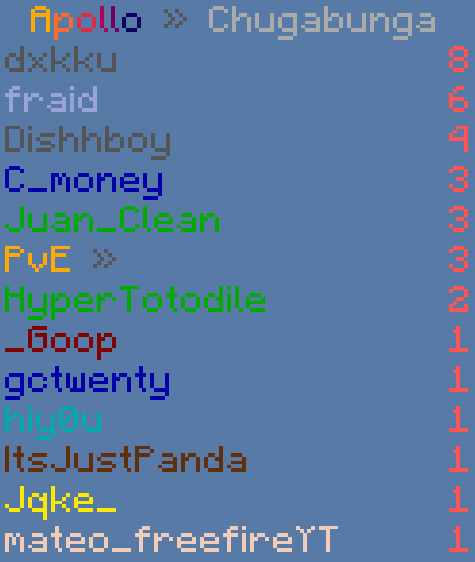 Apollo » Chugabunga
dxkku 8
fraid 6
Dishhboy 4
C_money 3
Juan_Clean 3
PvE » 3
HyperTotodile 2
_Goop 1
gctwenty 1
hiy0u 1
ItsJustPanda 1
Jqke_ 1
mateo_freefireYT 1